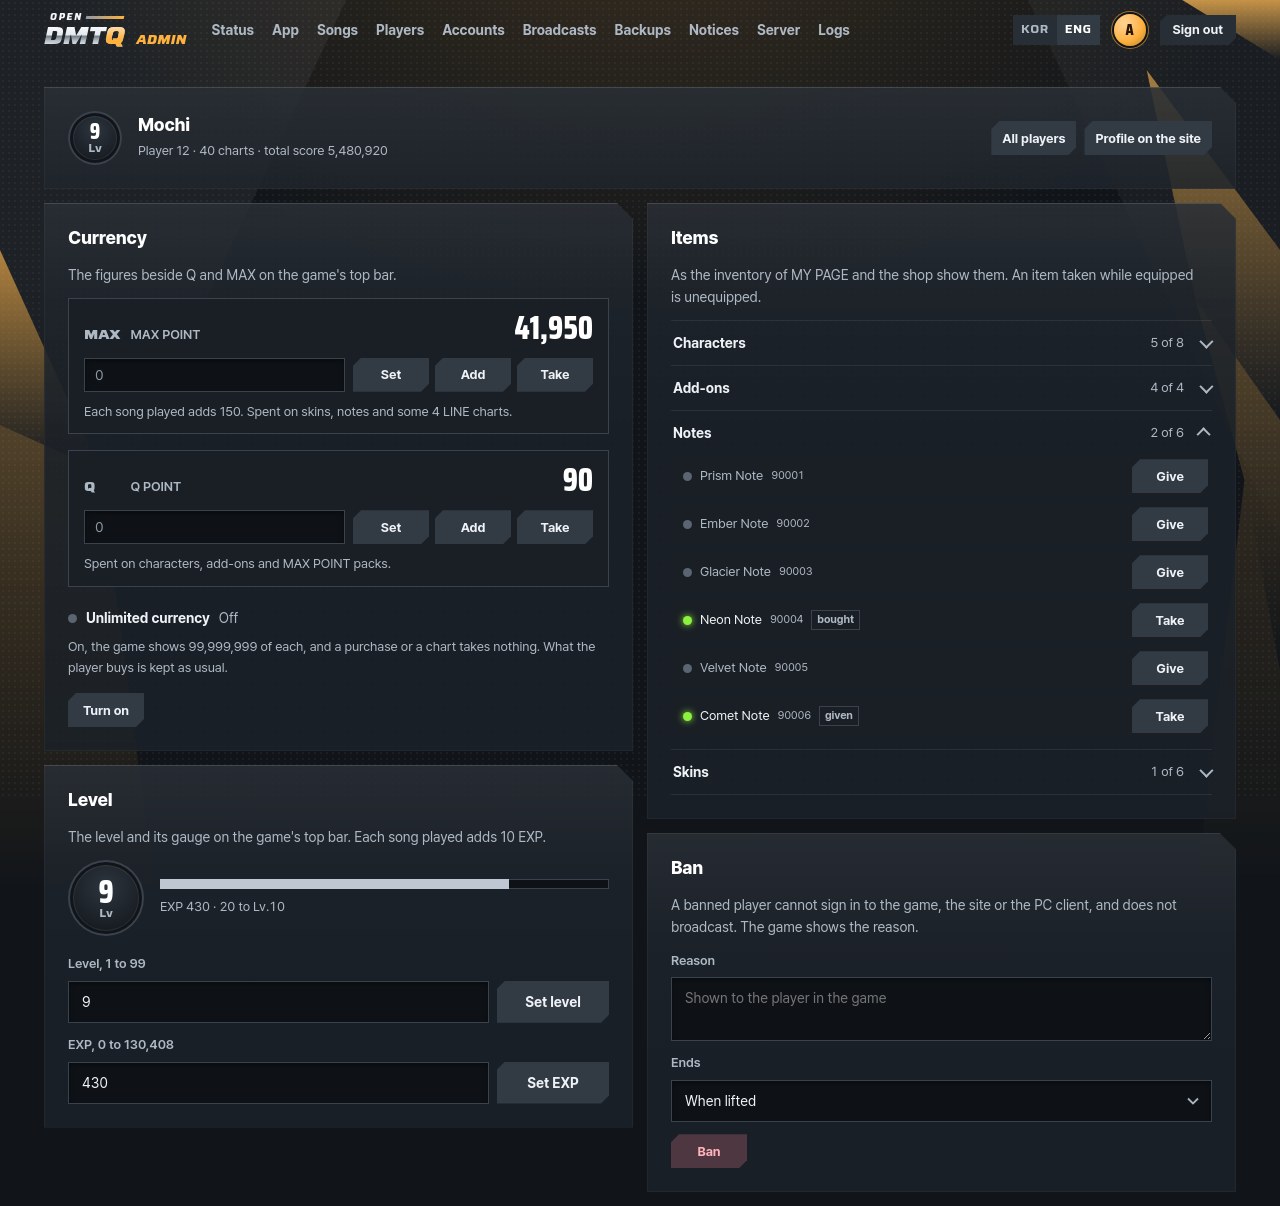 OPEN
DMTQ ADMIN
Status App Songs Players Accounts Broadcasts Backups Notices Server Logs
KOR ENG
A
Sign out
9
Lv
Mochi
Player 12 · 40 charts · total score 5,480,920
All players
Profile on the site
Currency
The figures beside Q and MAX on the game's top bar.
MAX MAX POINT 41,950
0 Set Add Take
Each song played adds 150. Spent on skins, notes and some 4 LINE charts.
Q Q POINT 90
0 Set Add Take
Spent on characters, add-ons and MAX POINT packs.
Unlimited currency Off
On, the game shows 99,999,999 of each, and a purchase or a chart takes nothing. What the
player buys is kept as usual.
Turn on
Level
The level and its gauge on the game's top bar. Each song played adds 10 EXP.
9
Lv
EXP 430 · 20 to Lv.10
Level, 1 to 99
9 Set level
EXP, 0 to 130,408
430 Set EXP
Items
As the inventory of MY PAGE and the shop show them. An item taken while equipped
is unequipped.
Characters 5 of 8
Add-ons 4 of 4
Notes 2 of 6
Prism Note 90001 Give
Ember Note 90002 Give
Glacier Note 90003 Give
Neon Note 90004 bought Take
Velvet Note 90005 Give
Comet Note 90006 given Take
Skins 1 of 6
Ban
A banned player cannot sign in to the game, the site or the PC client, and does not
broadcast. The game shows the reason.
Reason
Shown to the player in the game
Ends
When lifted
Ban